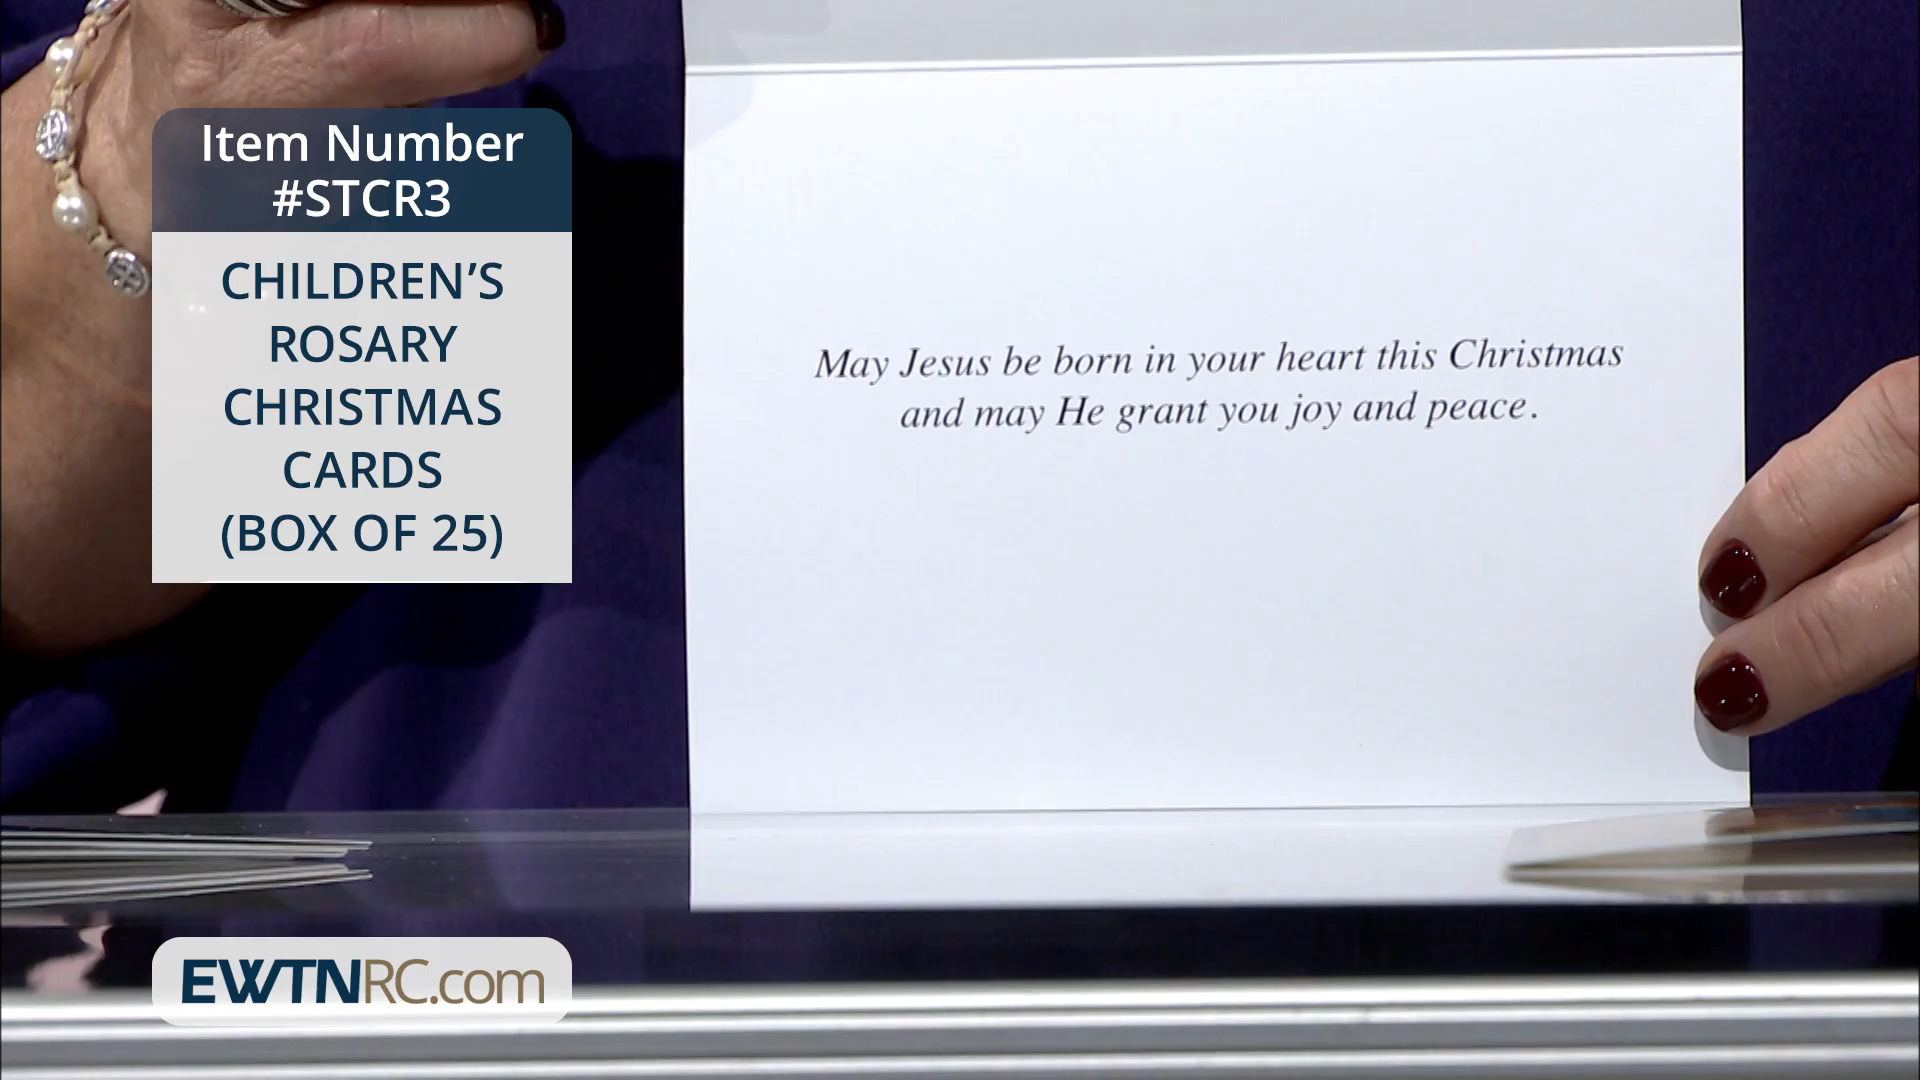 Item Number
#STCR3
CHILDREN’S
ROSARY
CHRISTMAS
CARDS
(BOX OF 25)
May Jesus be born in your heart this Christmas
and may He grant you joy and peace.
EWTNRC.com